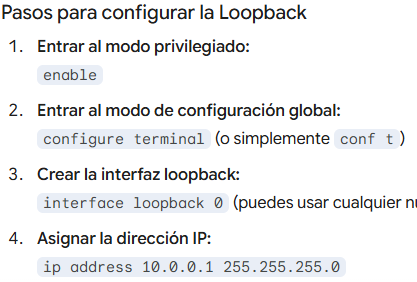 Pasos para configurar la Loopback
1. Entrar al modo privilegiado:
enable
2. Entrar al modo de configuración global:
configure terminal (o simplemente conf t)
3. Crear la interfaz loopback:
interface loopback 0 (puedes usar cualquier
4. Asignar la dirección IP:
ip address 10.0.0.1 255.255.255.0